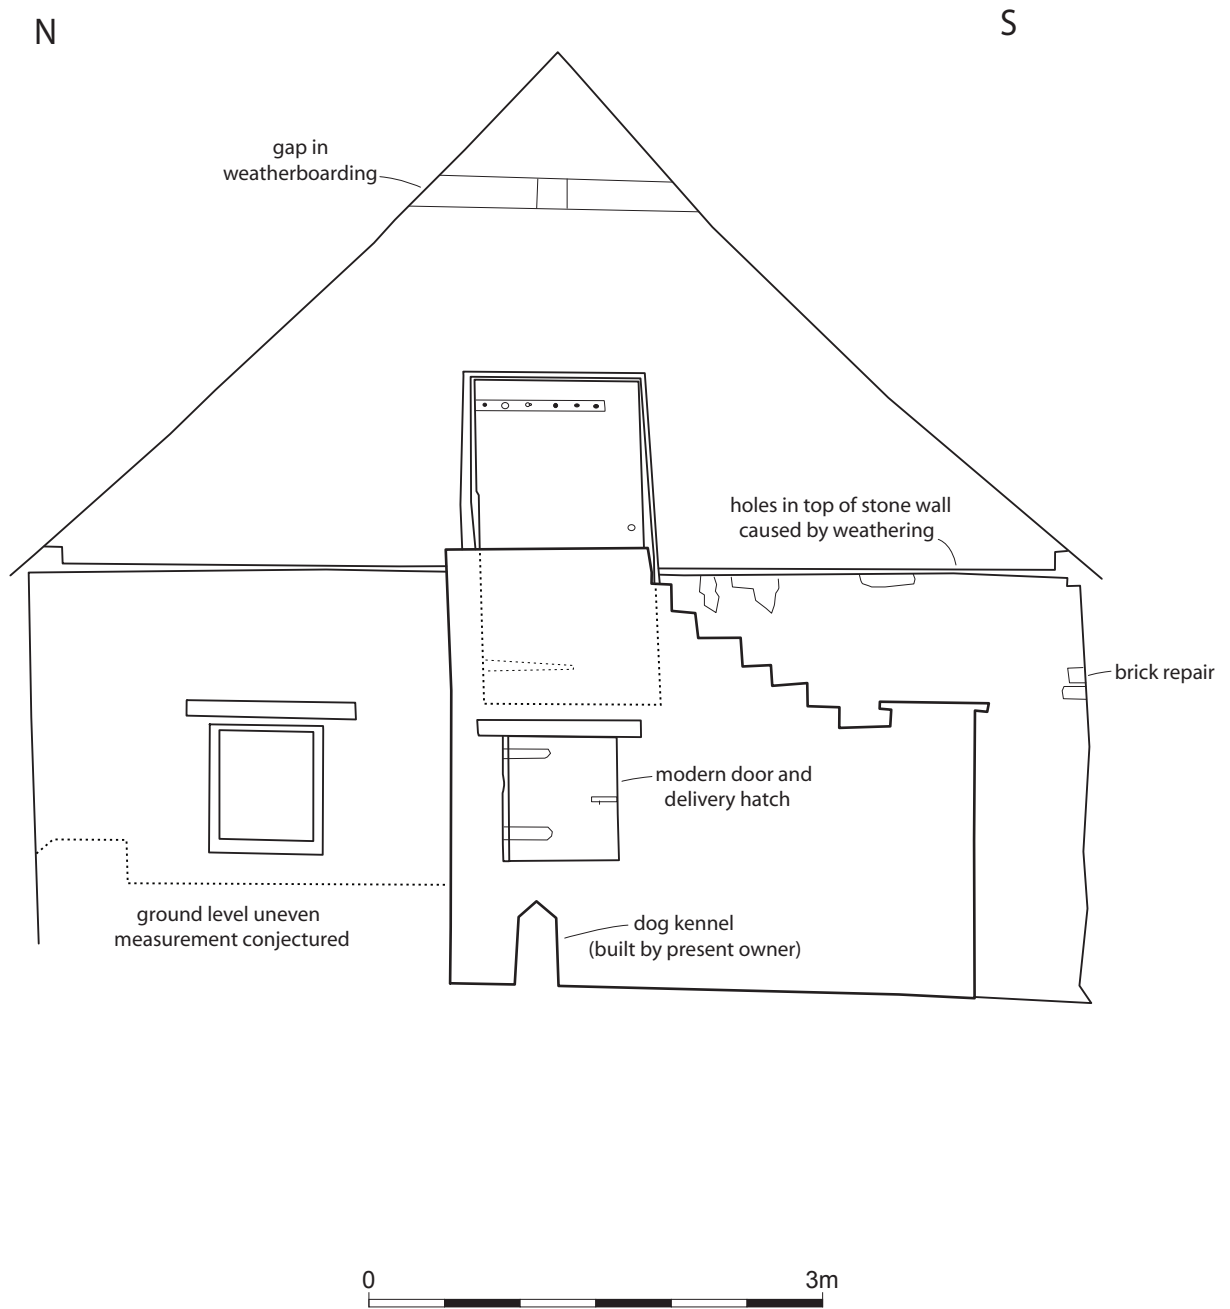 N
S
gap in
weatherboarding
holes in top of stone wall
caused by weathering
brick repair
modern door and
delivery hatch
ground level uneven
measurement conjectured
dog kennel
(built by present owner)
0
3m